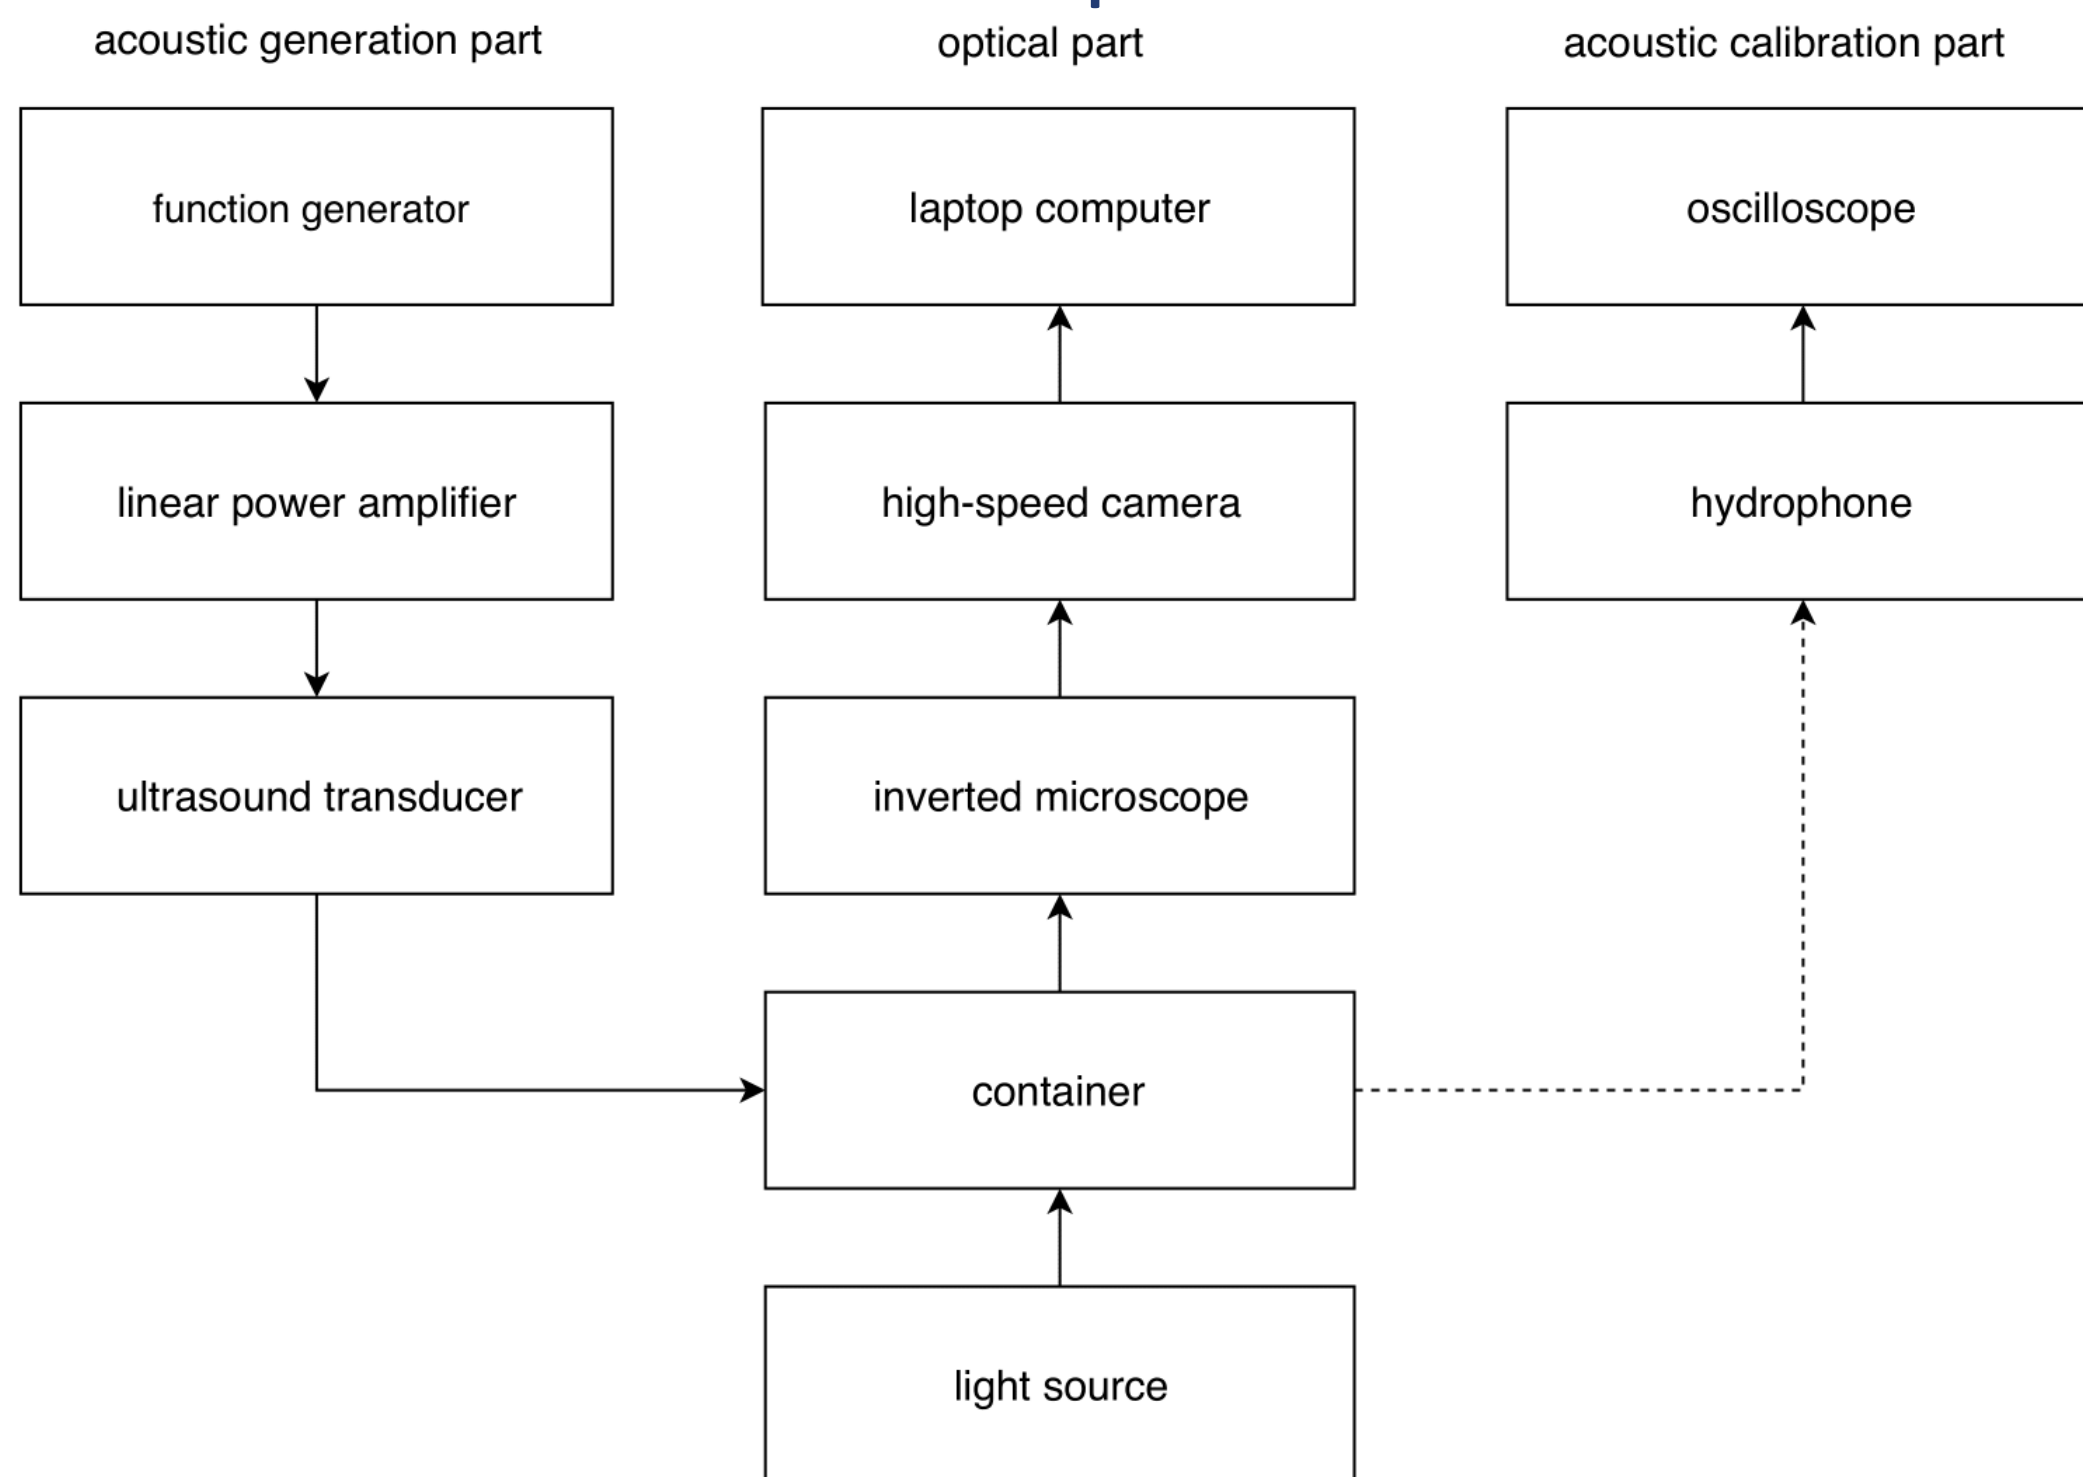 acoustic generation part
optical part
acoustic calibration part
function generator
laptop computer
oscilloscope
linear power amplifier
high-speed camera
hydrophone
ultrasound transducer
inverted microscope
container
light source